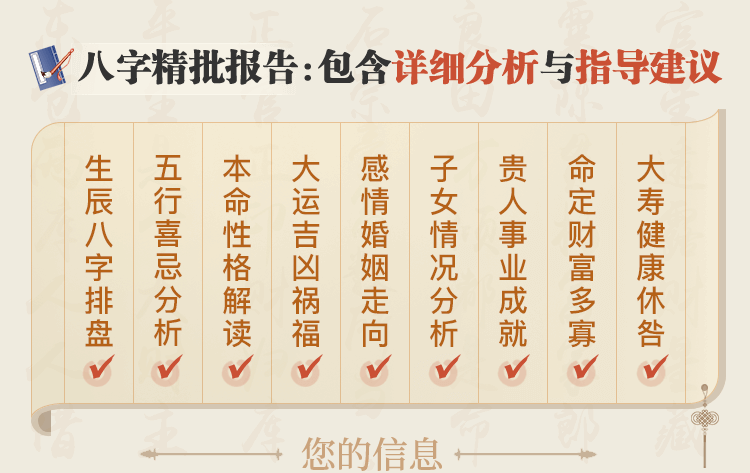 八字精批报告:包含详细分析与指导建议
生辰八字排盘
五行喜忌分析
本命性格解读
大运吉凶祸福
感情婚姻走向
子女情况分析
贵人事业成就
命定财富多寡
大寿健康休咎
您的信息